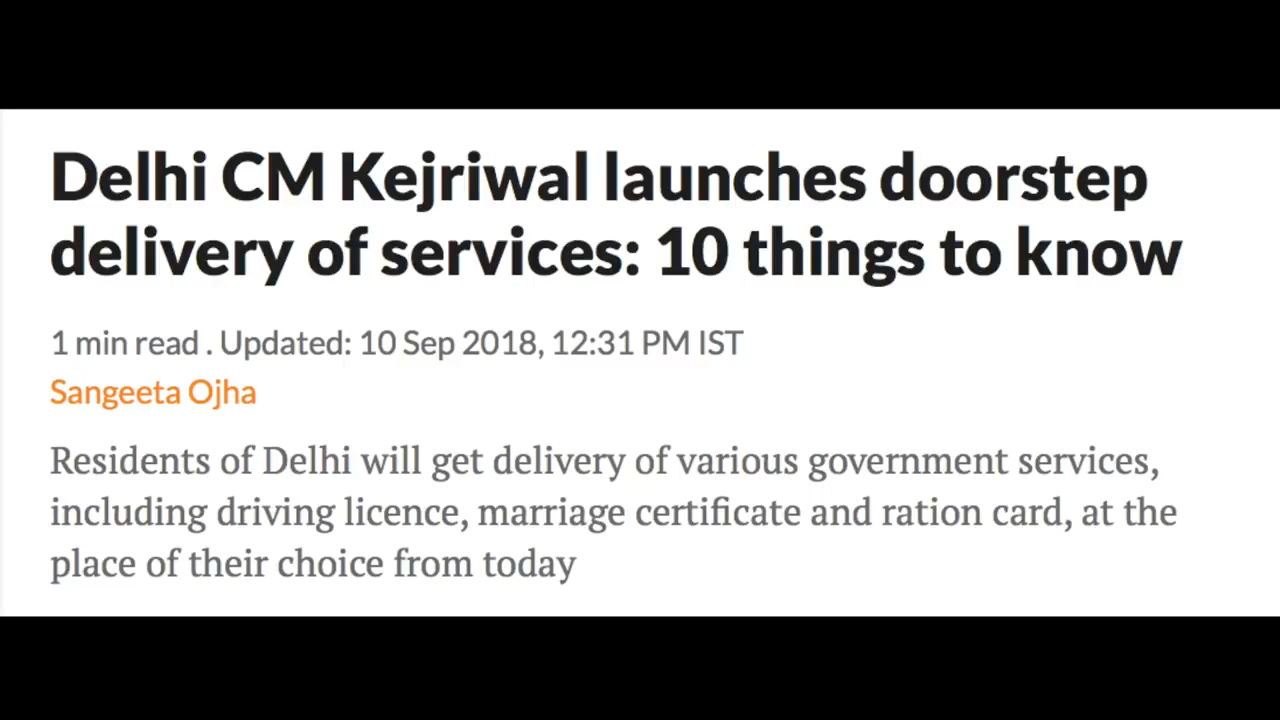 Delhi CM Kejriwal launches doorstep
delivery of services: 10 things to know
1 min read . Updated: 10 Sep 2018, 12:31 PM IST
Sangeeta Ojha
Residents of Delhi will get delivery of various government services,
including driving licence, marriage certificate and ration card, at the
place of their choice from today